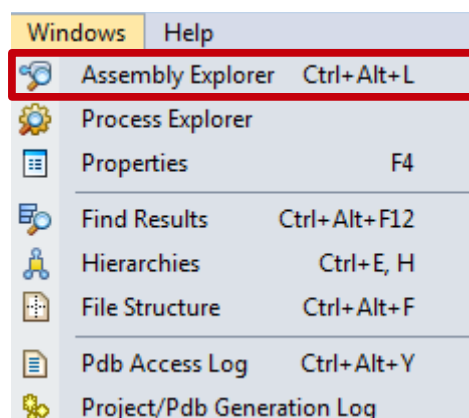 Windows Help
Assembly Explorer Ctrl+Alt+L
Process Explorer
Properties F4
Find Results Ctrl+Alt+F12
Hierarchies Ctrl+E, H
File Structure Ctrl+Alt+F
Pdb Access Log Ctrl+Alt+Y
Project/Pdb Generation Log